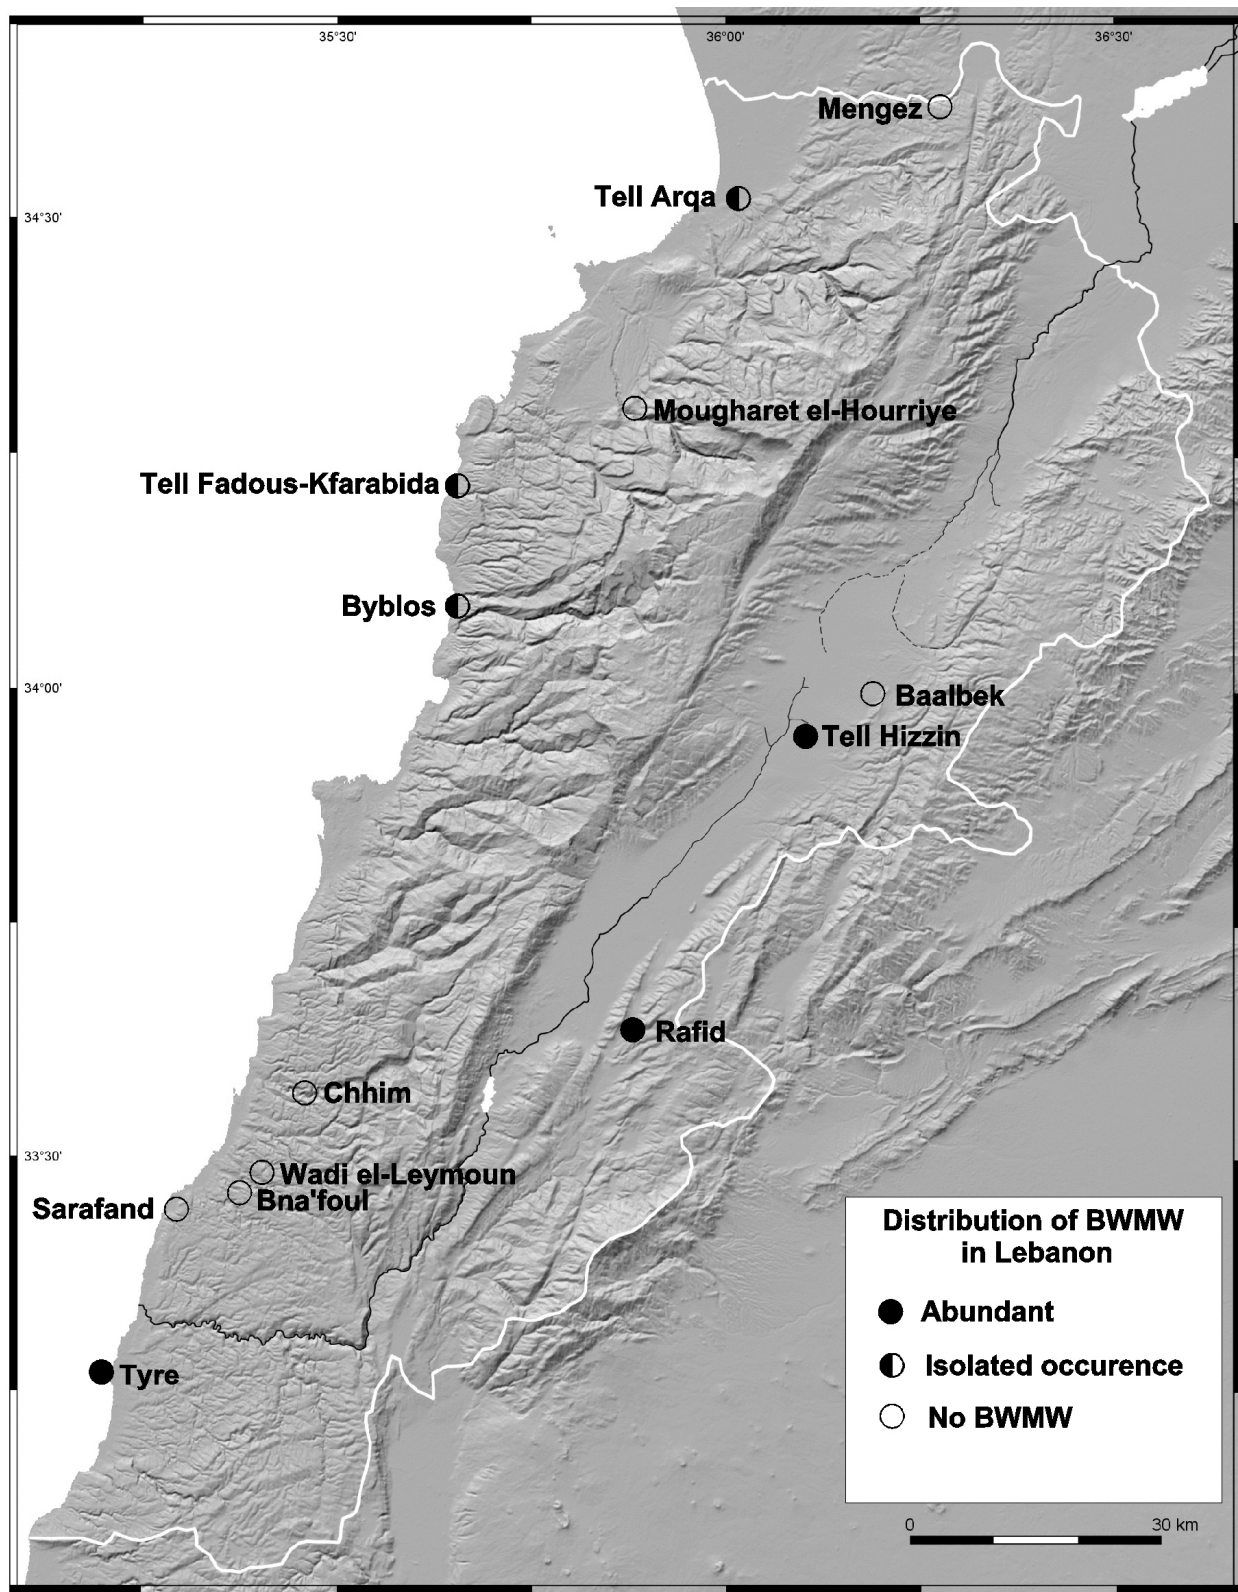 35°30'
36°00'
36°30'
Mengez
Tell Arqa
34°30'
Mougharet el-Hourriye
Tell Fadous-Kfarabida
Byblos
34°00'
Baalbek
Tell Hizzin
Rafid
Chhim
33°30'
Wadi el-Leymoun
Bna'foul
Sarafand
Tyre
Distribution of BWMW
in Lebanon
Abundant
Isolated occurence
No BWMW
0
30 km